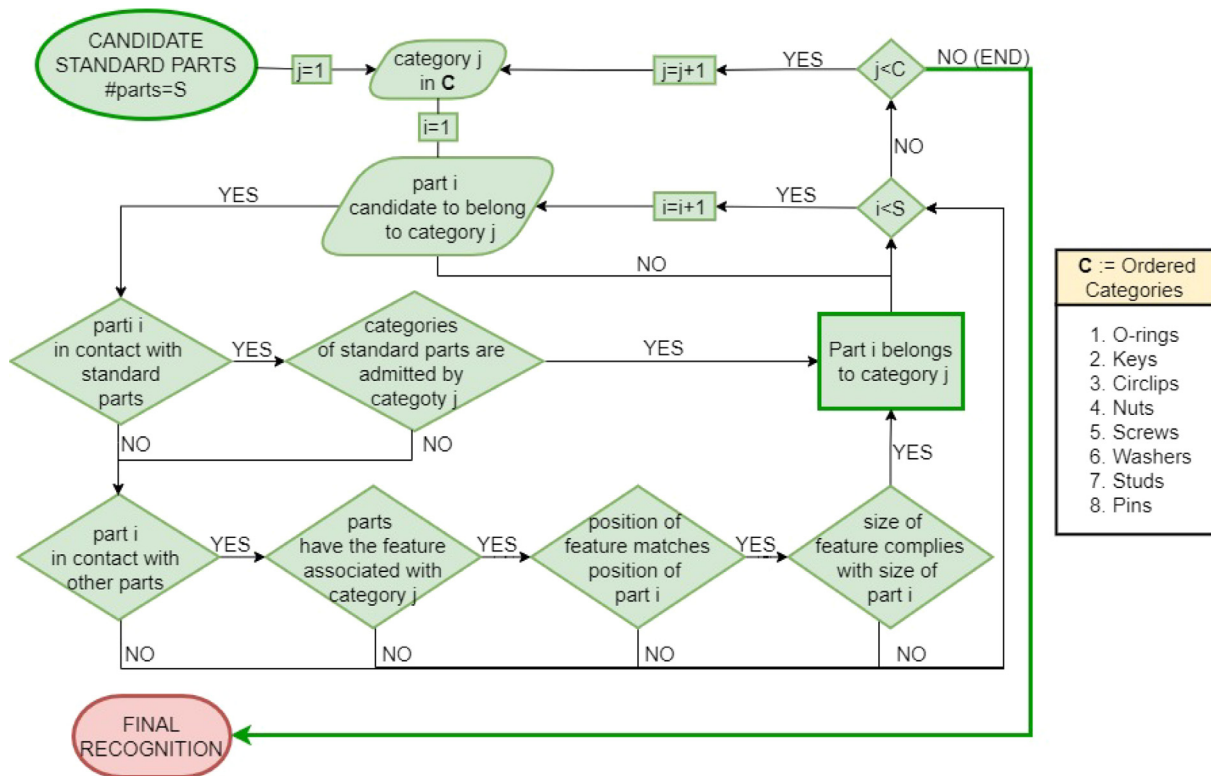 CANDIDATE
STANDARD PARTS
#parts=S
j=1
category j
in C
j=j+1
YES
j<C
NO (END)
i=1
NO
YES
part i
candidate to belong
to category j
i=i+1
YES
i<S
NO
C := Ordered
Categories
1. O-rings
2. Keys
3. Circlips
4. Nuts
5. Screws
6. Washers
7. Studs
8. Pins
parti i
in contact with
standard
parts
YES
categories
of standard parts are
admitted by
categoty j
YES
Part i belongs
to category j
NO
NO
YES
part i
in contact with
other parts
YES
parts
have the feature
associated with
category j
YES
position of
feature matches
position of
part i
YES
size of
feature complies
with size of
part i
NO
NO
NO
NO
FINAL
RECOGNITION